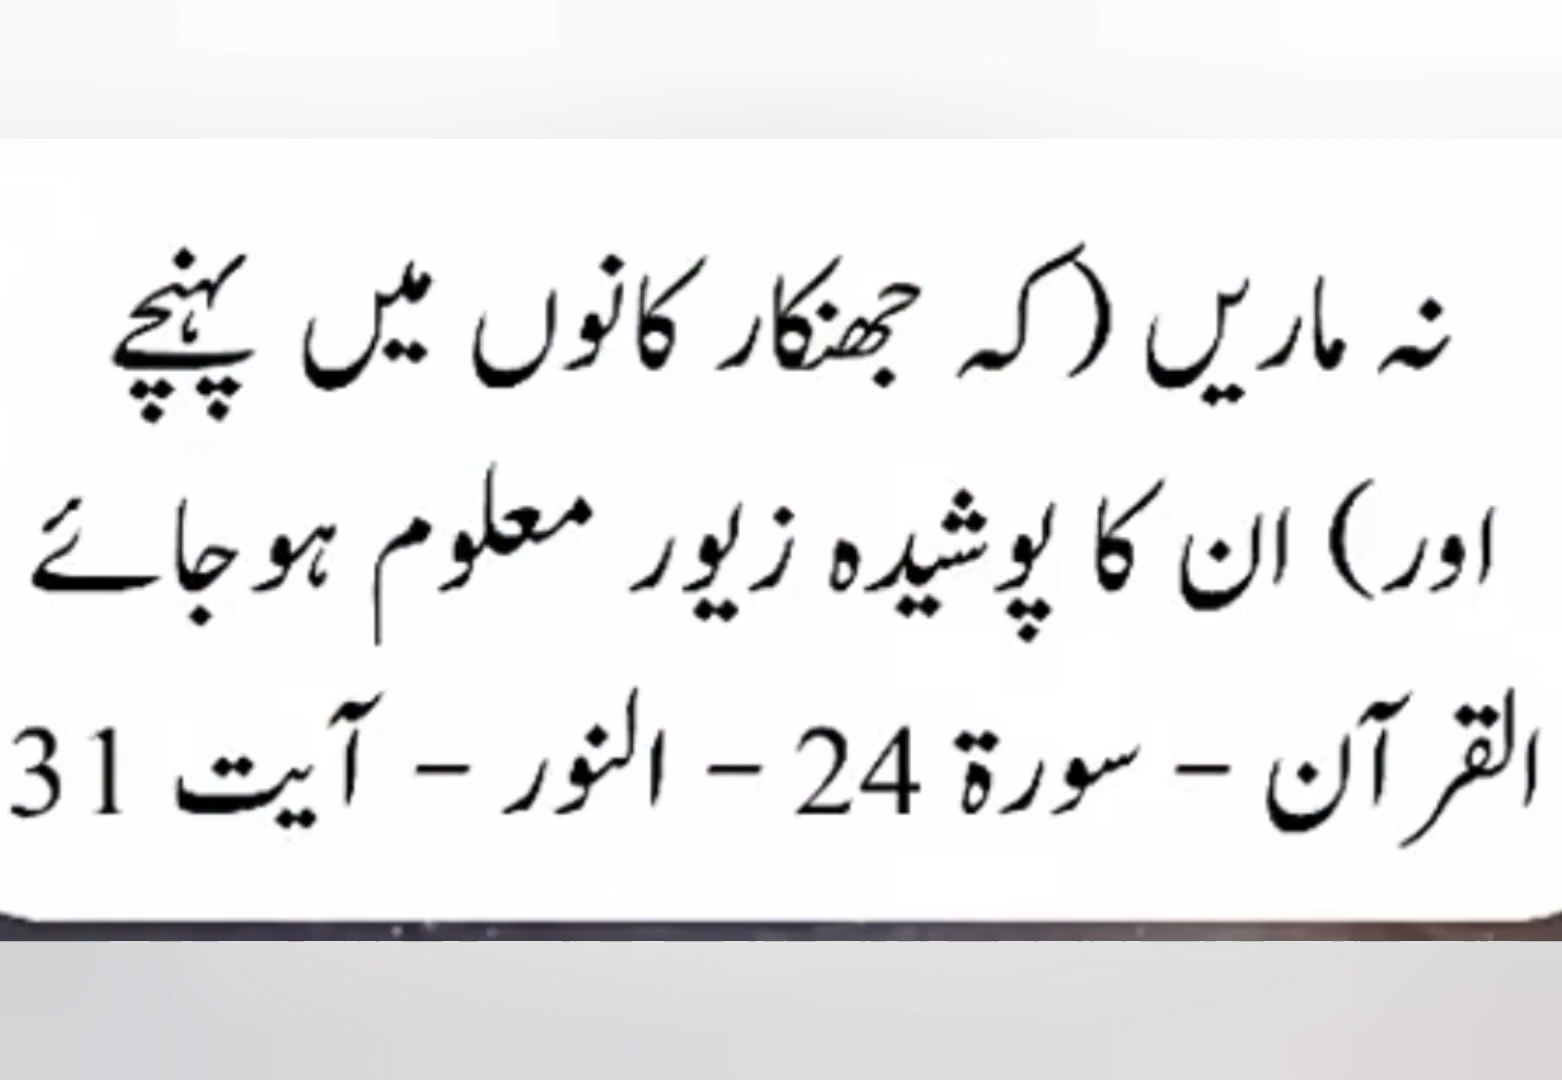 نہ ماریں (کہ جھنکار کانوں میں پہنچے
اور) ان کا پوشیدہ زیور معلوم ہو جائے
القرآن - سورۃ 24 - النور - آیت 31